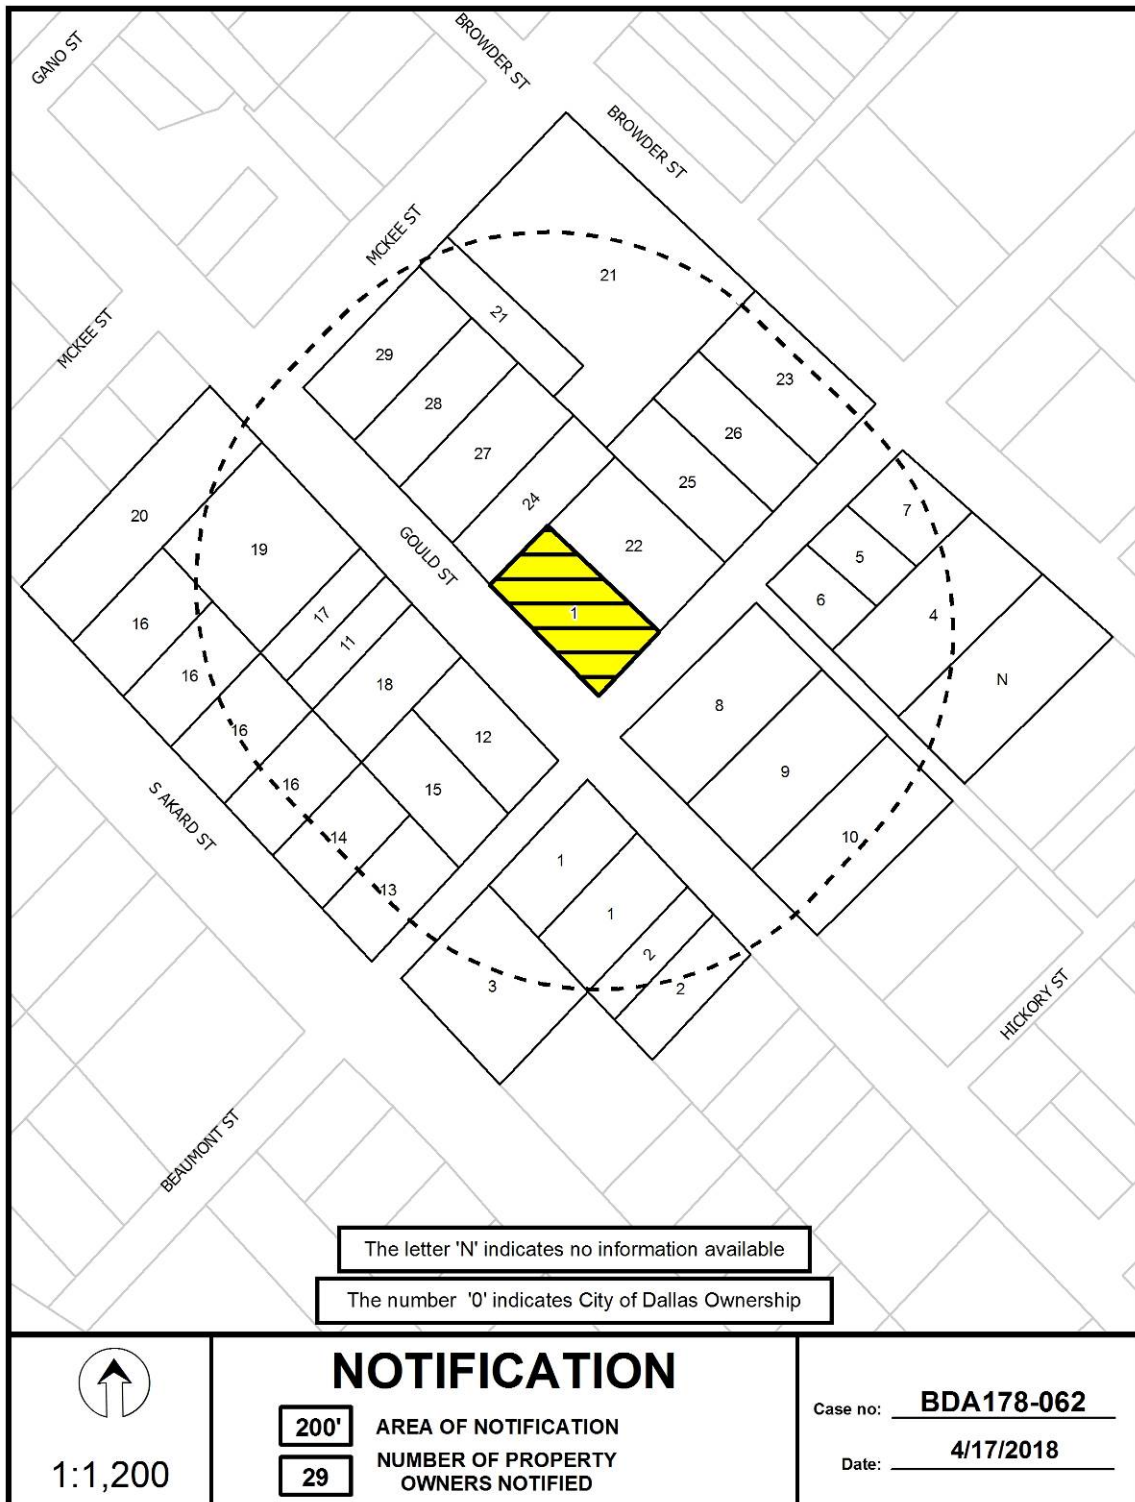 GANO ST
BROWDER ST
BROWDER ST
MCKEE ST
MCKEE ST
21
21
29
23
28
26
27
25
24
7
20
GOULD ST
22
5
19
6
1
17
16
4
11
16
18
N
8
16
12
9
16
15
S AKARD ST
14
10
1
13
1
2
3
2
HICKORY ST
BEAUMONT ST
The letter 'N' indicates no information available
The number '0' indicates City of Dallas Ownership
1:1,200
NOTIFICATION
200' AREA OF NOTIFICATION
29 NUMBER OF PROPERTY
OWNERS NOTIFIED
Case no: BDA178-062
Date: 4/17/2018